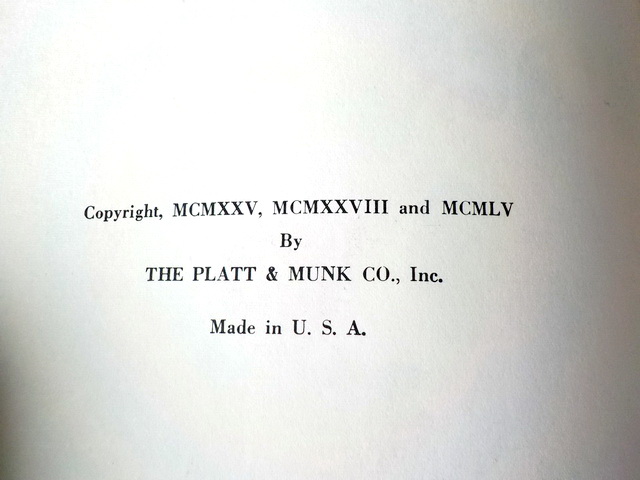 Copyright, MCMXXV, MCMXXVIII and MCMLV
By
THE PLATT & MUNK CO., Inc.
Made in U. S. A.